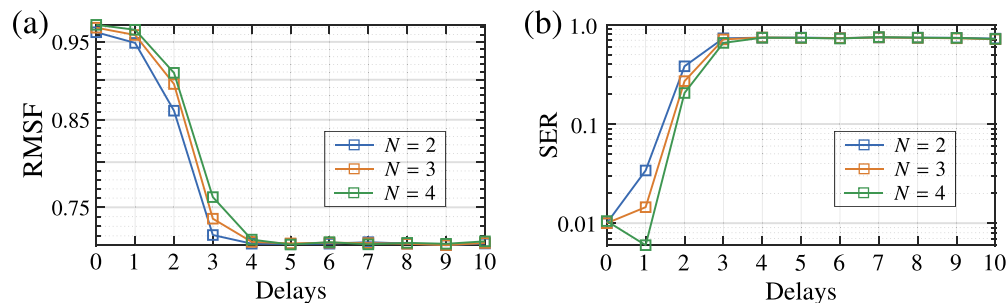 (a)
RMSF
0.95
0.85
0.75
N = 2
N = 3
N = 4
0 1 2 3 4 5 6 7 8 9 10
Delays
(b)
SER
1.0
0.1
0.01
N = 2
N = 3
N = 4
0 1 2 3 4 5 6 7 8 9 10
Delays